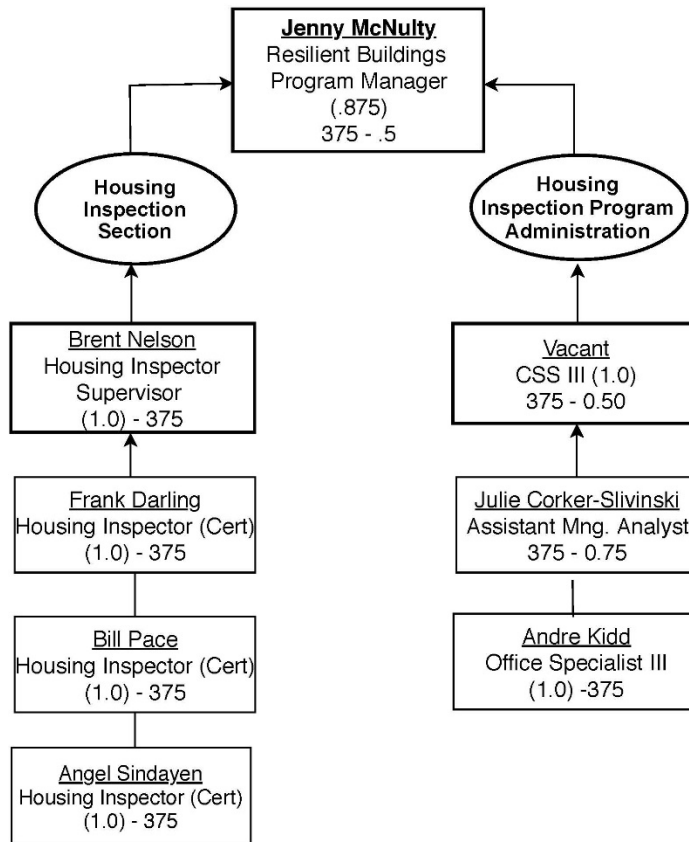 Jenny McNulty
Resilient Buildings
Program Manager
(.875)
375 - .5
Housing
Inspection
Section
Housing
Inspection Program
Administration
Brent Nelson
Housing Inspector
Supervisor
(1.0) - 375
Vacant
CSS III (1.0)
375 - 0.50
Frank Darling
Housing Inspector (Cert)
(1.0) - 375
Julie Corker-Slivinski
Assistant Mng. Analyst
375 - 0.75
Bill Pace
Housing Inspector (Cert)
(1.0) - 375
Andre Kidd
Office Specialist III
(1.0) -375
Angel Sindayen
Housing Inspector (Cert)
(1.0) - 375